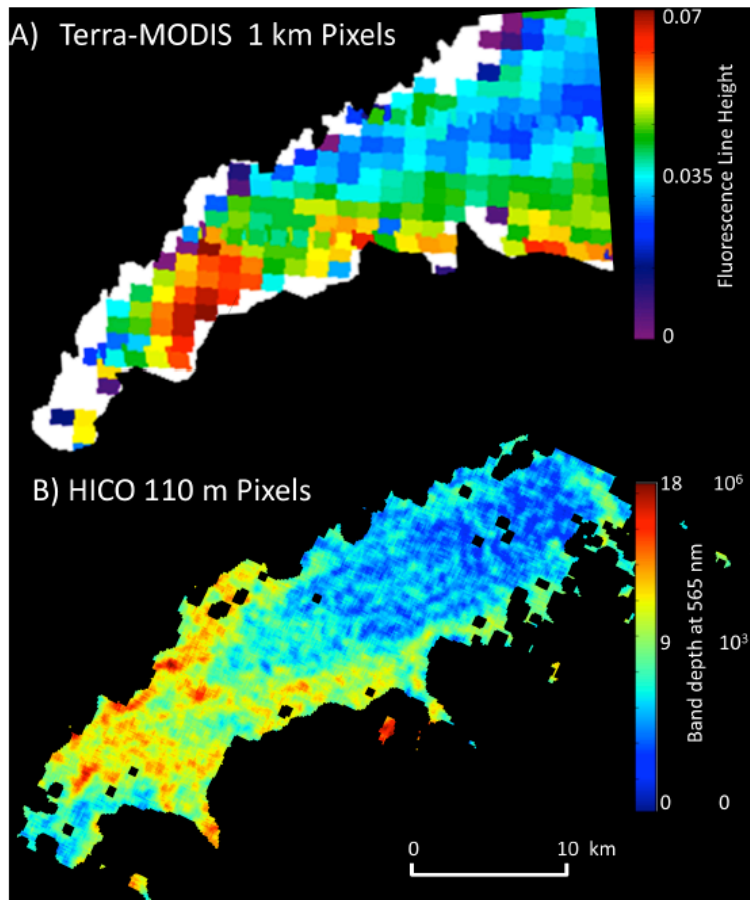 A) Terra-MODIS 1 km Pixels
0.07
0.035
0
Fluorescence Line Height
B) HICO 110 m Pixels
18 10⁶
9 10³
0 0
Band depth at 565 nm
0 10 km